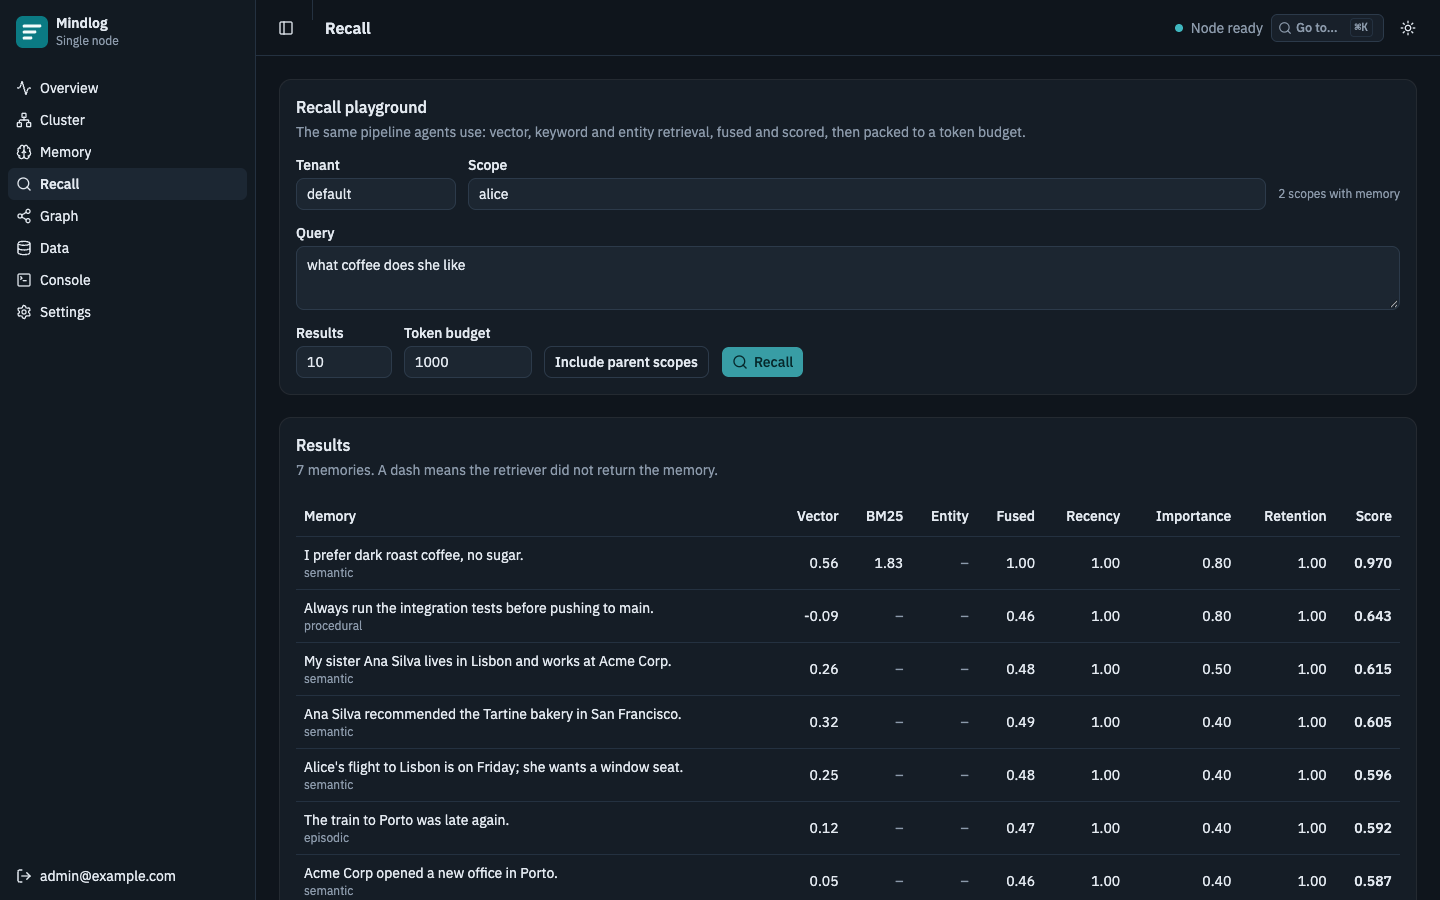 Mindlog
Single node
Overview
Cluster
Memory
Recall
Graph
Data
Console
Settings
admin@example.com
Recall
Node ready
Go to... ⌘K
Recall playground
The same pipeline agents use: vector, keyword and entity retrieval, fused and scored, then packed to a token budget.
Tenant Scope
default alice 2 scopes with memory
Query
what coffee does she like
Results Token budget
10 1000 Include parent scopes Recall
Results
7 memories. A dash means the retriever did not return the memory.
Memory Vector BM25 Entity Fused Recency Importance Retention Score
I prefer dark roast coffee, no sugar.
semantic
0.56 1.83 – 1.00 1.00 0.80 1.00 0.970
Always run the integration tests before pushing to main.
procedural
-0.09 – – 0.46 1.00 0.80 1.00 0.643
My sister Ana Silva lives in Lisbon and works at Acme Corp.
semantic
0.26 – – 0.48 1.00 0.50 1.00 0.615
Ana Silva recommended the Tartine bakery in San Francisco.
semantic
0.32 – – 0.49 1.00 0.40 1.00 0.605
Alice's flight to Lisbon is on Friday; she wants a window seat.
semantic
0.25 – – 0.48 1.00 0.40 1.00 0.596
The train to Porto was late again.
episodic
0.12 – – 0.47 1.00 0.40 1.00 0.592
Acme Corp opened a new office in Porto.
semantic
0.05 – – 0.46 1.00 0.40 1.00 0.587